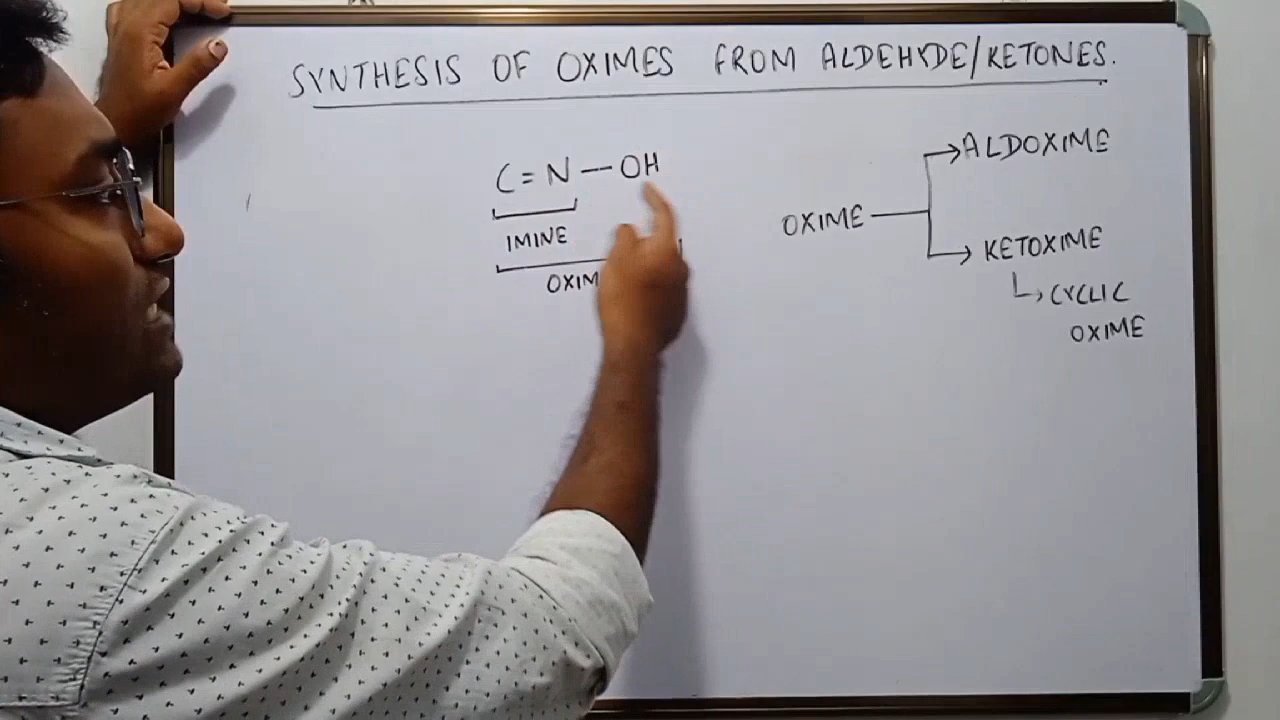 SYNTHESIS OF OXIMES FROM ALDEHYDE/KETONES.
C=N—OH
IMINE
OXIM
OXIME
ALDOXIME
KETOXIME
CYCLIC
OXIME